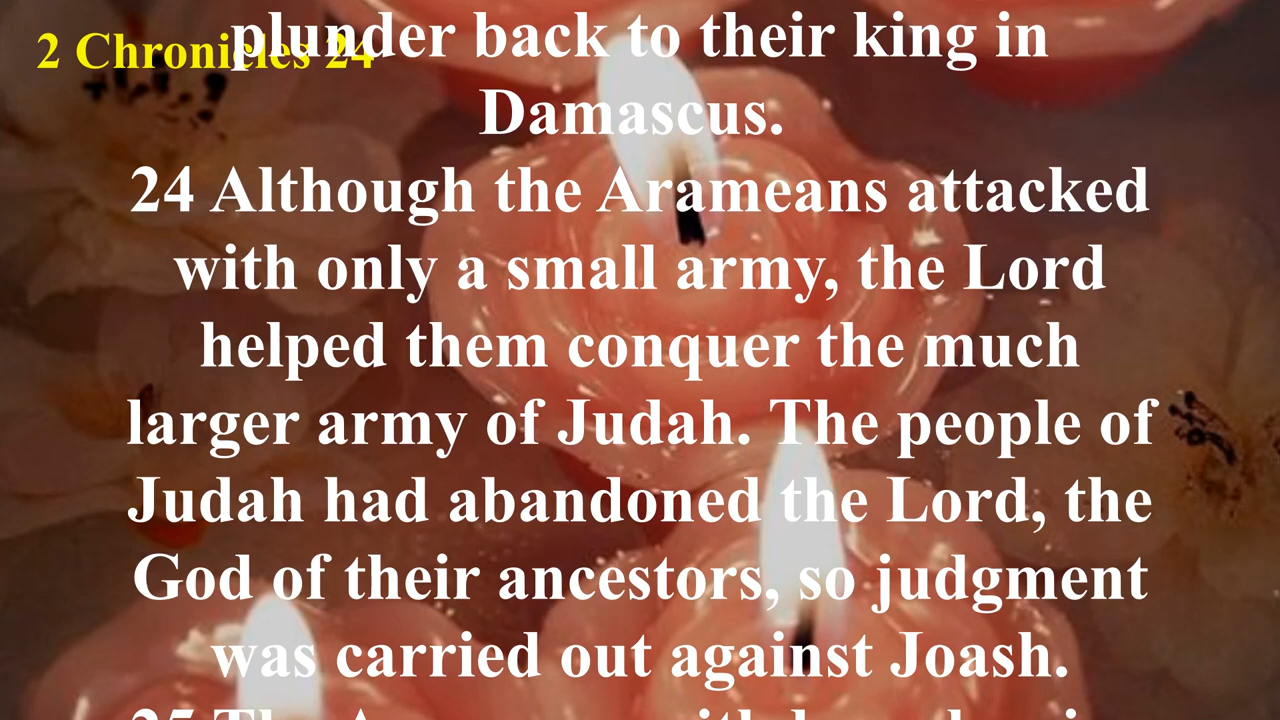 2 Chronicles 24
plunder back to their king in
Damascus.
24 Although the Arameans attacked
with only a small army, the Lord
helped them conquer the much
larger army of Judah. The people of
Judah had abandoned the Lord, the
God of their ancestors, so judgment
was carried out against Joash.
25 The